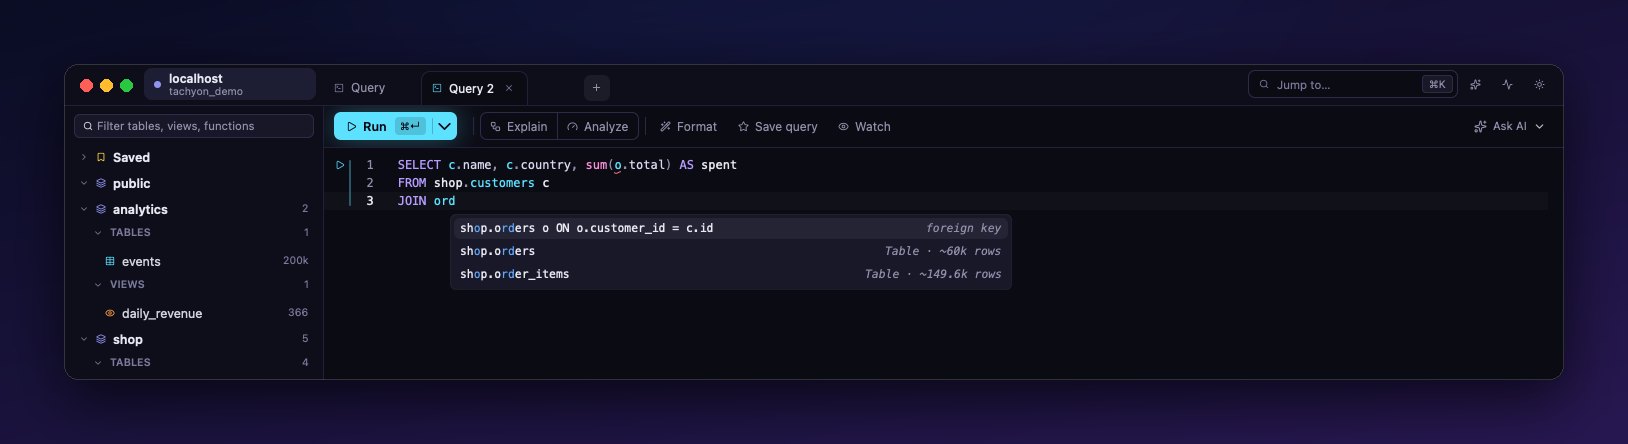 localhost
tachyon_demo
Query
Query 2
Jump to...
⌘K
Filter tables, views, functions
Run ⌘↵
Explain
Analyze
Format
Save query
Watch
Ask AI
Saved
public
analytics 2
TABLES 1
events 200k
VIEWS 1
daily_revenue 366
shop 5
TABLES 4
1 SELECT c.name, c.country, sum(o.total) AS spent
2 FROM shop.customers c
3 JOIN ord
shop.orders o ON o.customer_id = c.id foreign key
shop.orders Table · ~60k rows
shop.order_items Table · ~149.6k rows